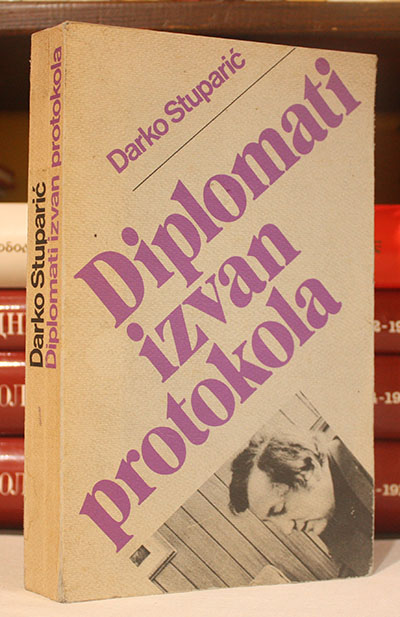 Darko Stuparić
Diplomati
izvan
protokola
Darko Stuparić
Diplomati izvan protokola